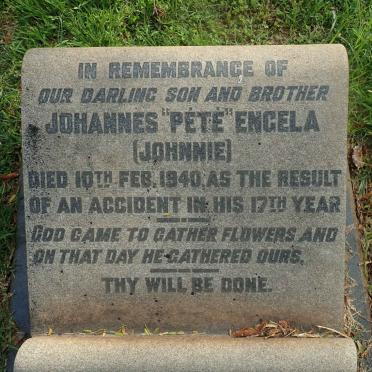 IN REMEMBRANCE OF
OUR DARLING SON AND BROTHER
JOHANNES "PETE" ENGELA
(JOHNNIE)
DIED 10TH FEB. 1940, AS THE RESULT
OF AN ACCIDENT IN HIS 17TH YEAR
GOD CAME TO GATHER FLOWERS AND
ON THAT DAY HE GATHERED OURS,
THY WILL BE DONE.